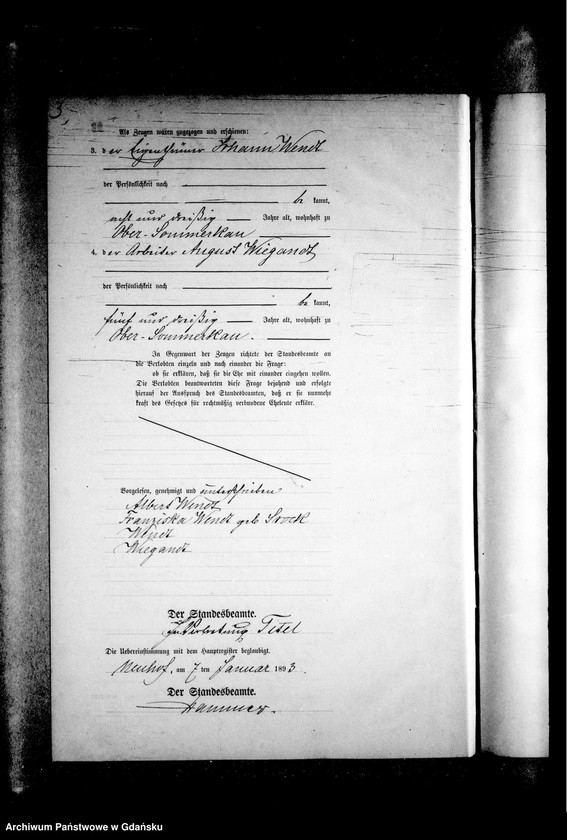 Als Zeugen waren zugezogen und erschienen:
3. der Eigenthümer Johann Wendt
der Persönlichkeit nach
be kannt,
acht und dreißig Jahre alt, wohnhaft zu
Ober-Sommerkau
4. der Arbeiter August Wiegandt
der Persönlichkeit nach
be kannt,
fünf und dreißig Jahre alt, wohnhaft zu
Ober-Sommerkau.
In Gegenwart der Zeugen richtete der Standesbeamte an
die Verlobten einzeln und nach einander die Frage:
ob sie erklären, daß sie die Ehe mit einander eingehen wollen.
Die Verlobten beantworteten diese Frage bejahend und erfolgte
hierauf der Ausspruch des Standesbeamten, daß er sie nunmehr
kraft des Gesetzes für rechtmäßig verbundene Eheleute erkläre.
Vorgelesen, genehmigt und unterschrieben
Albert Wendt
Franziska Wendt geb
Wendt
Wiegandt
Der Standesbeamte.
In Vertretung
Die Uebereinstimmung mit dem Hauptregister beglaubigt.
Neuhof, am 7 ten Januar 1893.
Der Standesbeamte.
Archiwum Państwowe w Gdańsku